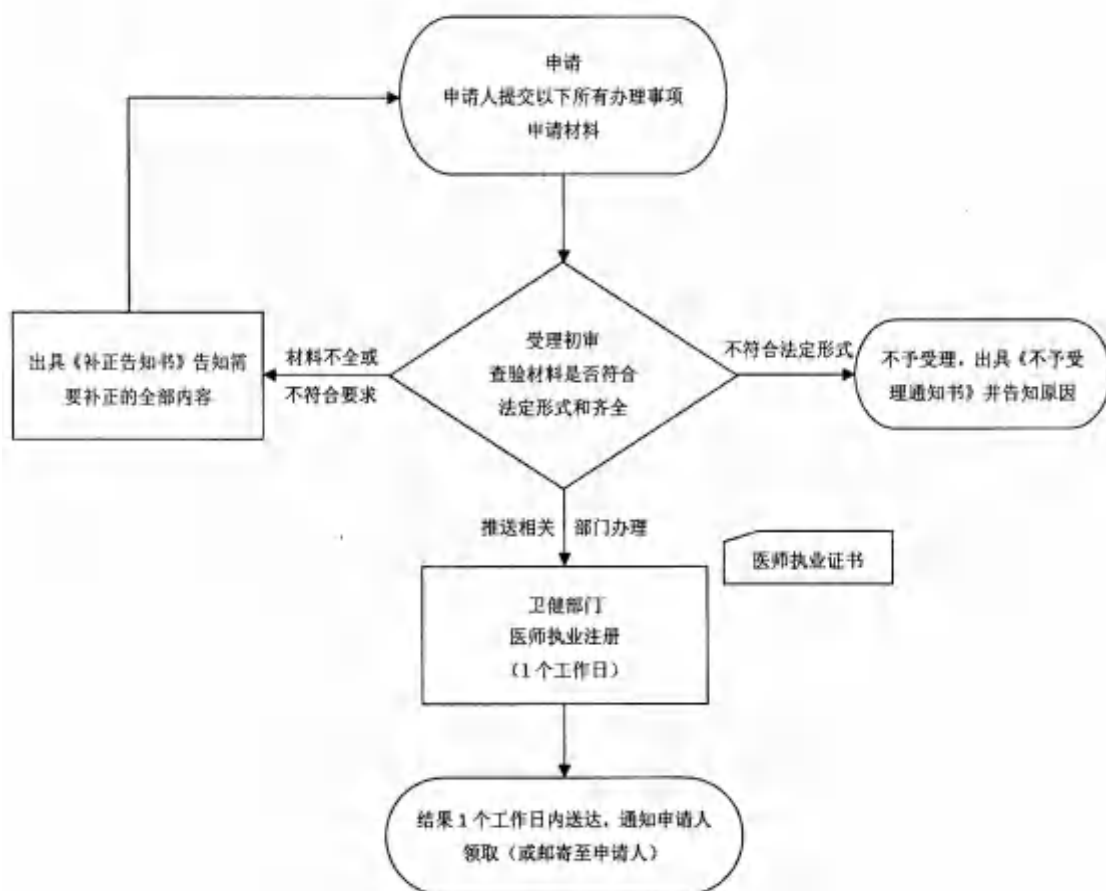 申请
申请人提交以下所有办理事项
申请材料
出具《补正告知书》告知需
要补正的全部内容
材料不全或
不符合要求
受理初审
查验材料是否符合
法定形式和齐全
不符合法定形式
不予受理，出具《不予受
理通知书》并告知原因
推送相关 部门办理
医师执业证书
卫健部门
医师执业注册
（1个工作日）
结果1个工作日内送达，通知申请人
领取（或邮寄至申请人）